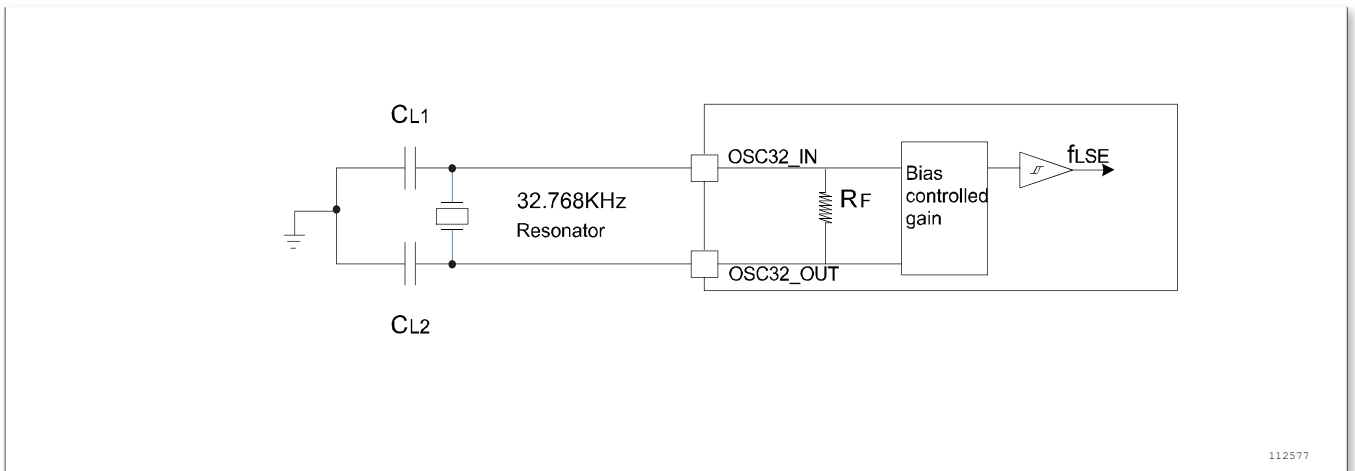 CL1
OSC32_IN
fLSE
32.768KHz
Resonator
RF
Bias
controlled
gain
OSC32_OUT
CL2
112577